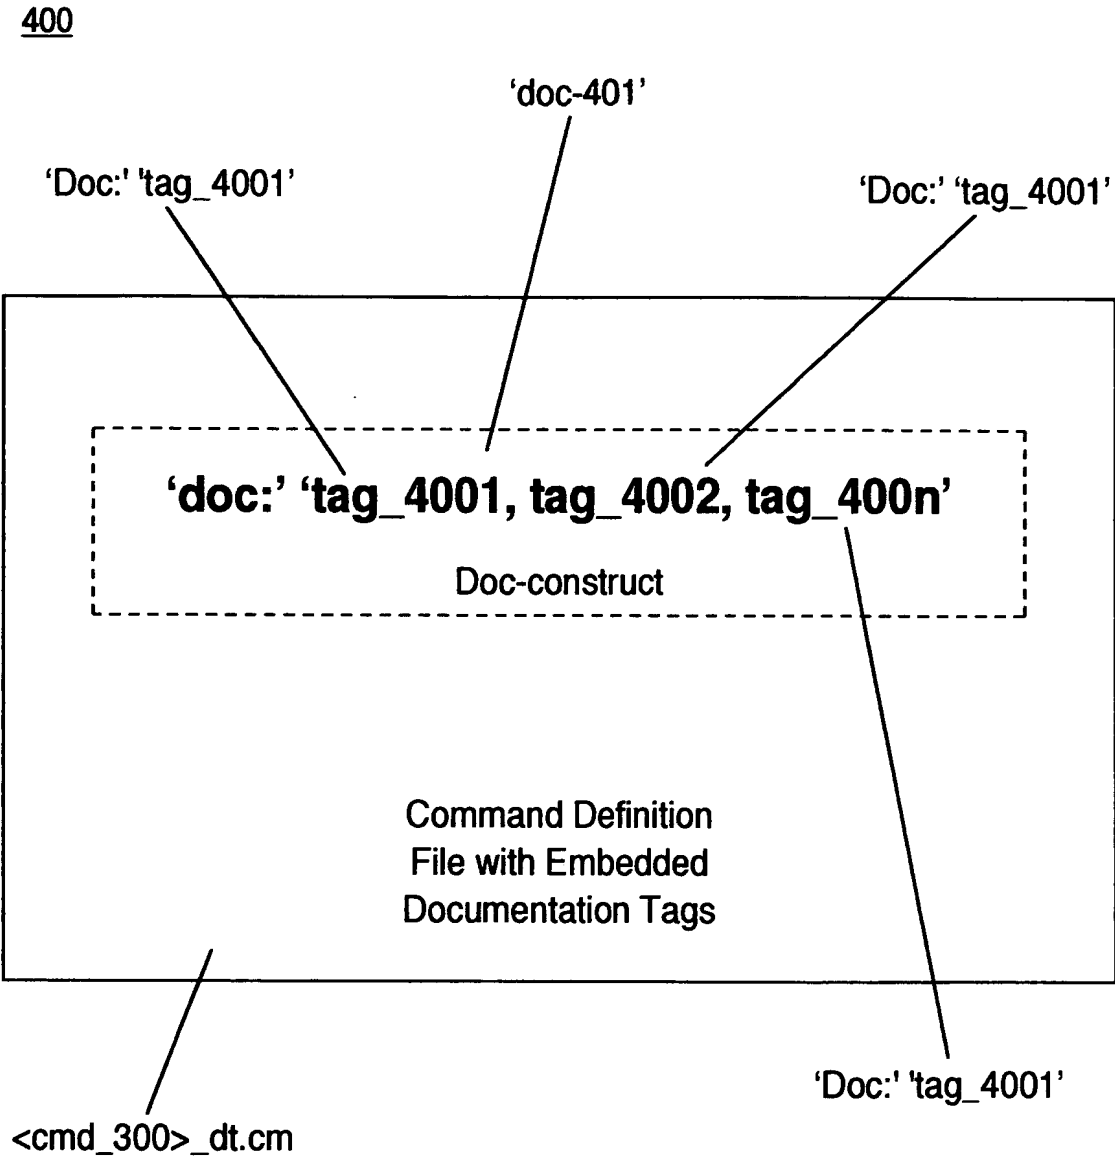 400
‘doc-401’
‘Doc:’ 'tag_4001’
‘Doc:’ ‘tag_4001’
‘doc:’ ‘tag_4001, tag_4002, tag_400n’
Doc-construct
Command Definition
File with Embedded
Documentation Tags
‘Doc:' 'tag_4001’
<cmd_300>_dt.cm